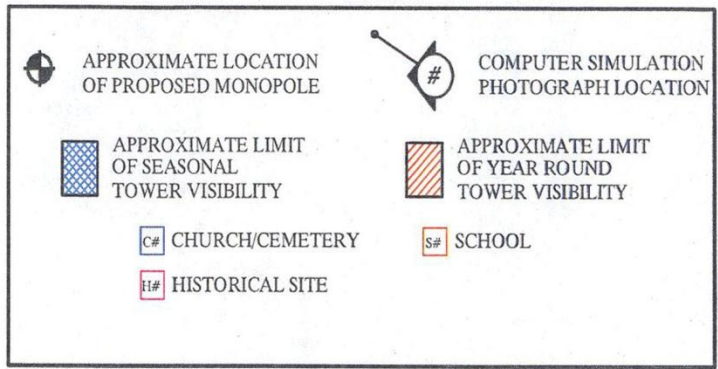 APPROXIMATE LOCATION
OF PROPOSED MONOPOLE
#
COMPUTER SIMULATION
PHOTOGRAPH LOCATION
APPROXIMATE LIMIT
OF SEASONAL
TOWER VISIBILITY
APPROXIMATE LIMIT
OF YEAR ROUND
TOWER VISIBILITY
C# CHURCH/CEMETERY
S# SCHOOL
H# HISTORICAL SITE